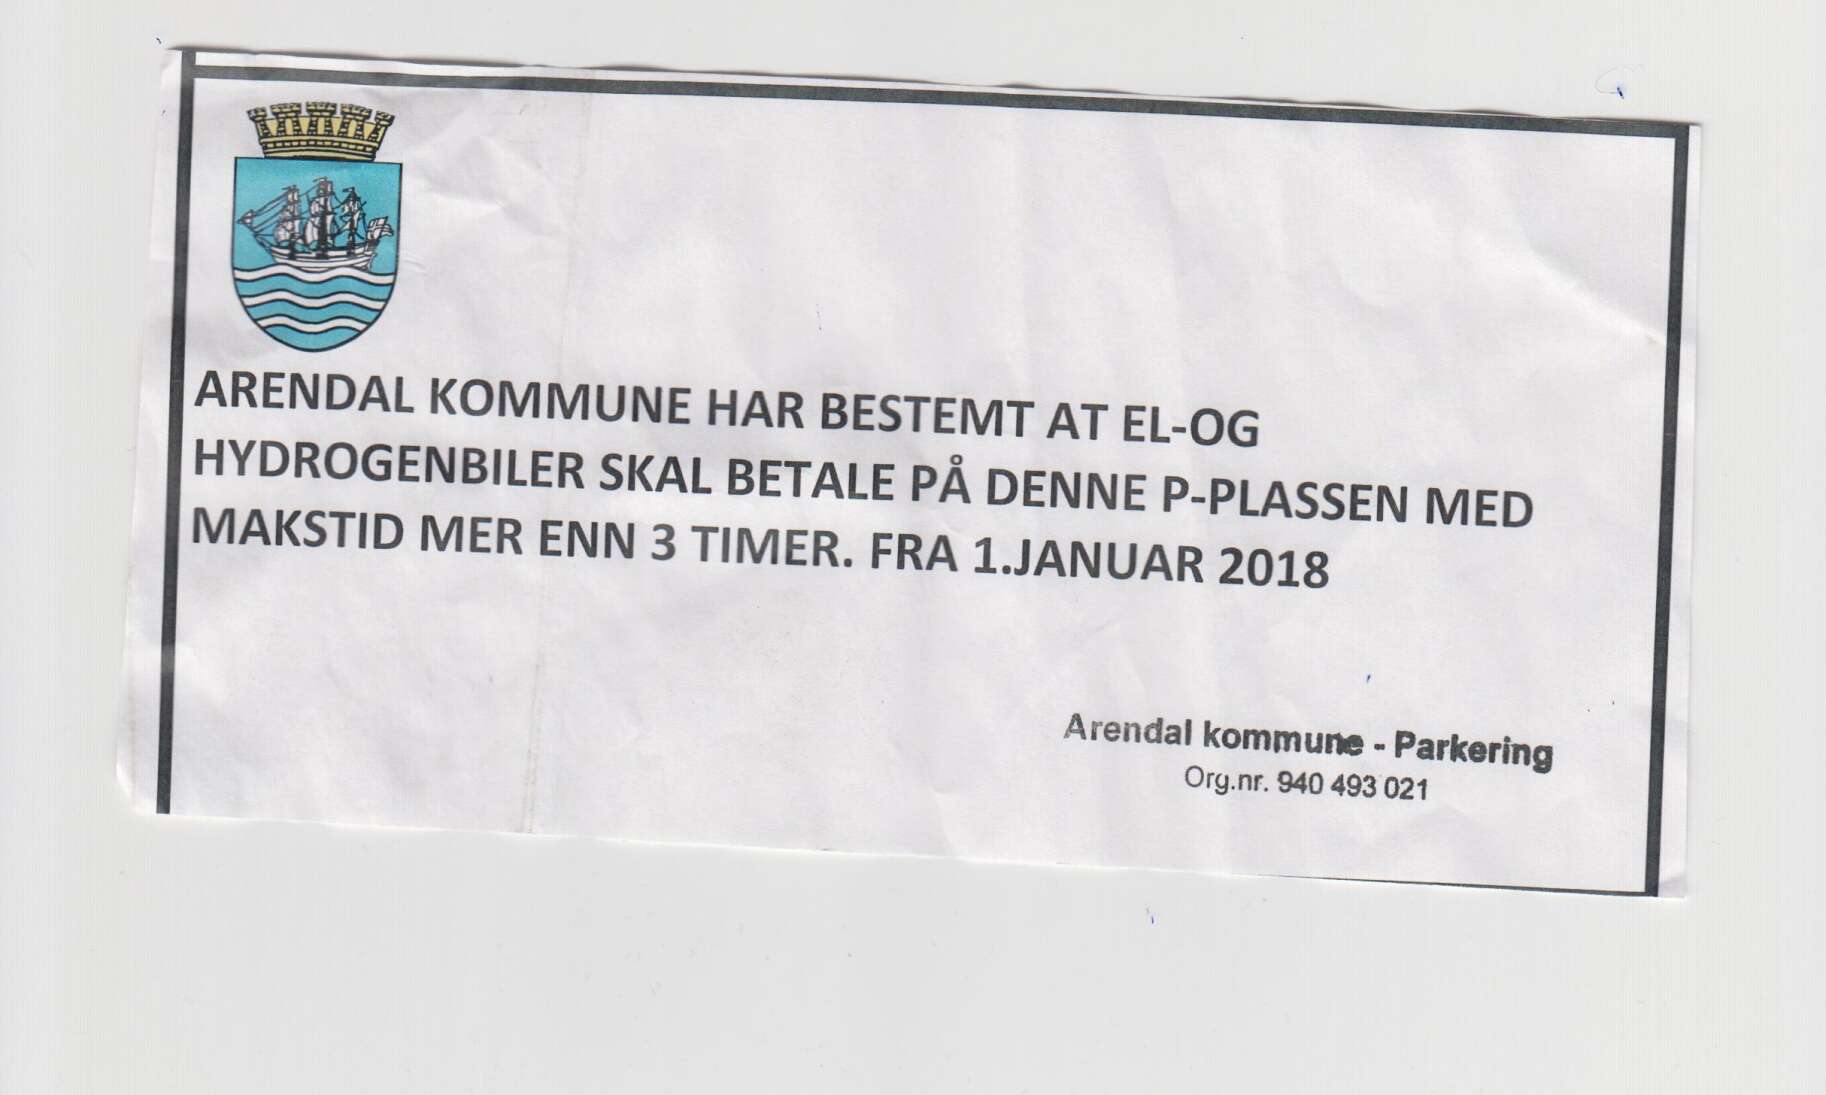 ARENDAL KOMMUNE HAR BESTEMT AT EL-OG
HYDROGENBILER SKAL BETALE PÅ DENNE P-PLASSEN MED
MAKSTID MER ENN 3 TIMER. FRA 1.JANUAR 2018
Arendal kommune - Parkering
Org.nr. 940 493 021